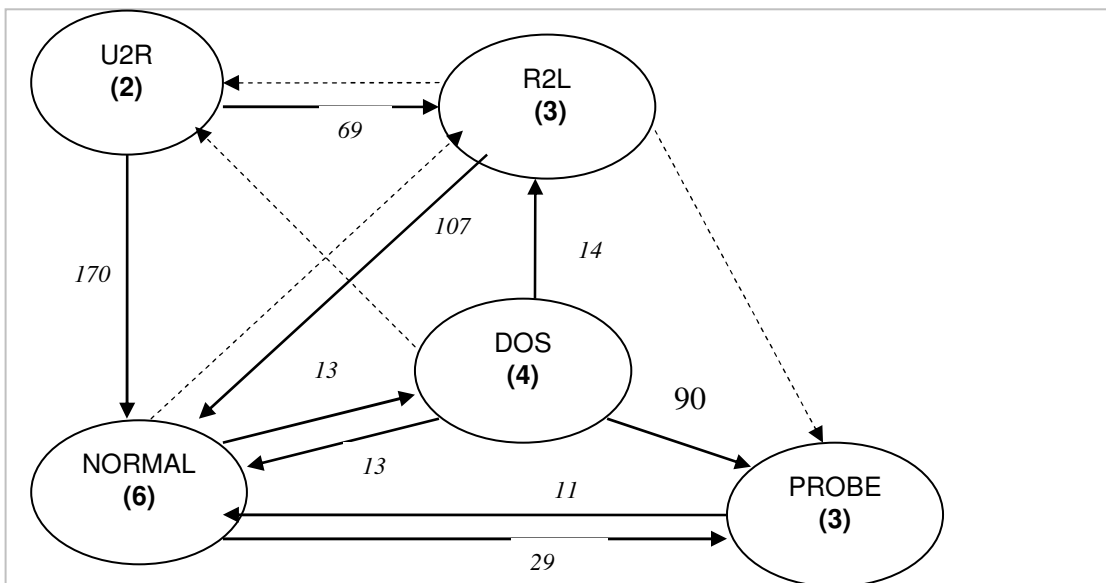 U2R
(2)
R2L
(3)
69
107
14
170
DOS
(4)
13
90
NORMAL
(6)
13
11
PROBE
(3)
29